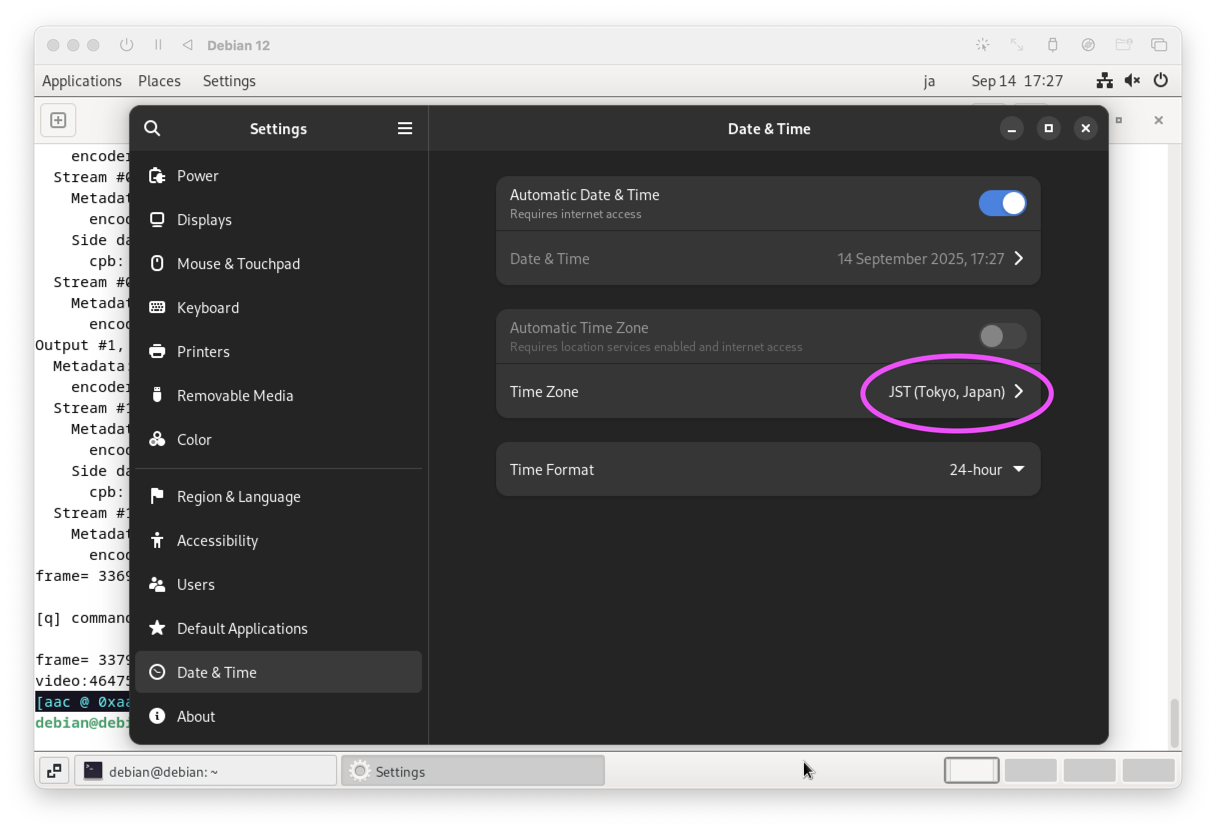 Debian 12
Applications Places Settings ja Sep 14 17:27
Settings
Date & Time
encoder
Stream #0
Metadat
enco
Side da
cpb:
Stream #0
Metadat
enco
Output #1,
Metadata:
encoder
Stream #1
Metadat
enco
Side da
cpb:
Stream #1
Metadat
enco
frame= 3369
[q] command
frame= 3379
video:46475
[aac @ 0xaa
debian@debi
Power
Displays
Mouse & Touchpad
Keyboard
Printers
Removable Media
Color
Region & Language
Accessibility
Users
Default Applications
Date & Time
About
Automatic Date & Time
Requires internet access
Date & Time 14 September 2025, 17:27
Automatic Time Zone
Requires location services enabled and internet access
Time Zone JST (Tokyo, Japan)
Time Format 24-hour
debian@debian: ~
Settings